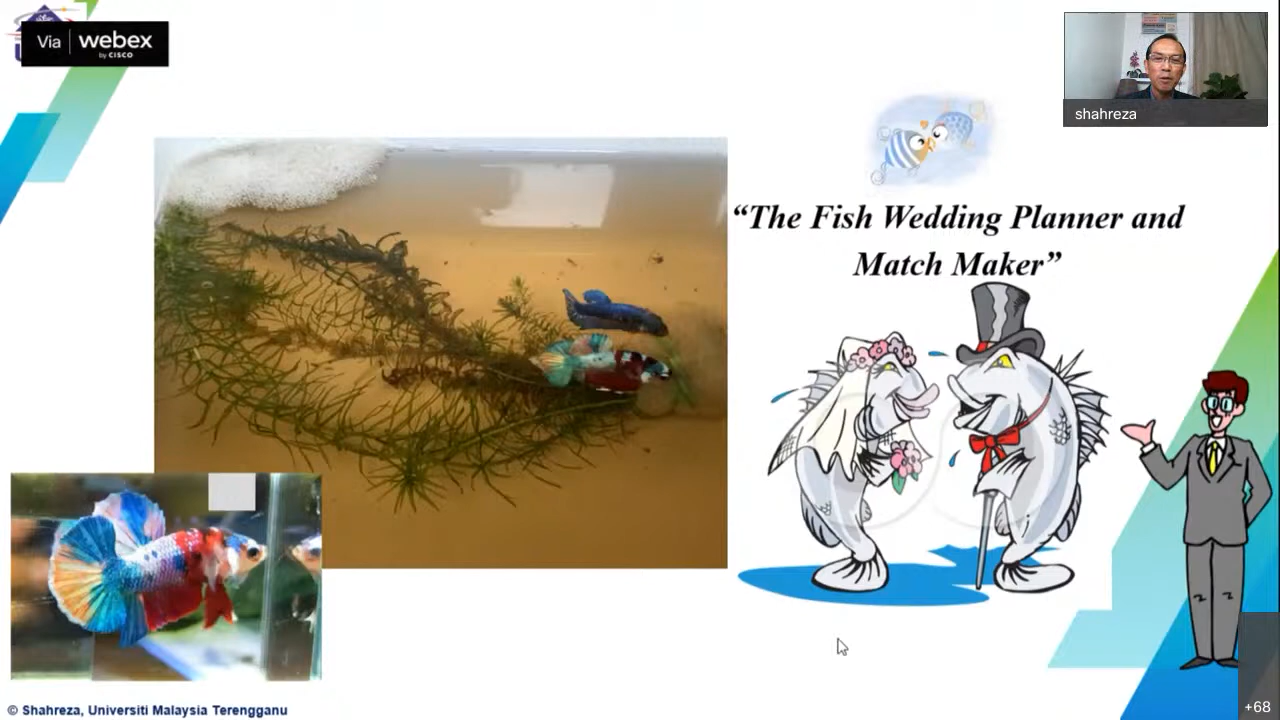 Via webex
by CISCO
shahreza
“The Fish Wedding Planner and
Match Maker”
© Shahreza, Universiti Malaysia Terengganu
+68